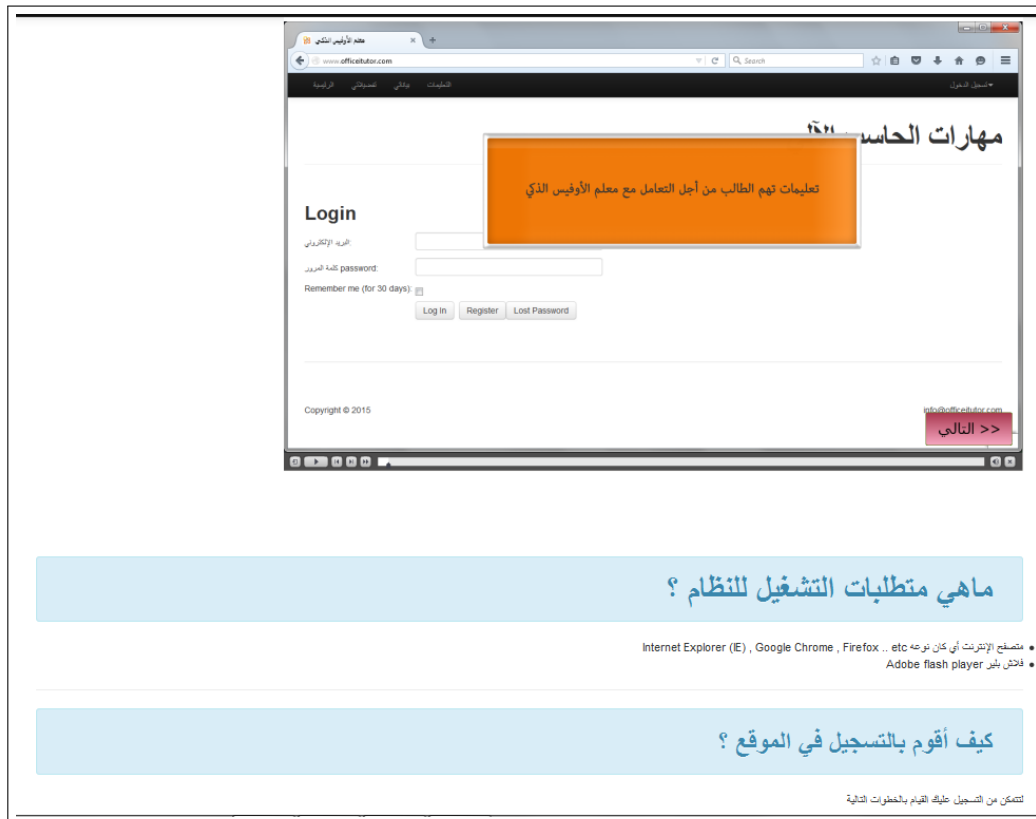 معلم الأوفيس الذكي
www.officeitutor.com
Search
الرئيسية تفضيلاتي بياناتي التعليمات
تسجيل الدخول
مهارات الحاسب الآلي
تعليمات تهم الطالب من أجل التعامل مع معلم الأوفيس الذكي
Login
البريد الإلكتروني:
كلمة المرور password:
Remember me (for 30 days):
Log In Register Lost Password
Copyright © 2015
info@officeitutor.com
<< التالي
ماهي متطلبات التشغيل للنظام ؟
متصفح الإنترنت أي كان نوعه Internet Explorer (IE) , Google Chrome , Firefox .. etc
فلاش بلير Adobe flash player
كيف أقوم بالتسجيل في الموقع ؟
لتتمكن من التسجيل عليك القيام بالخطوات التالية